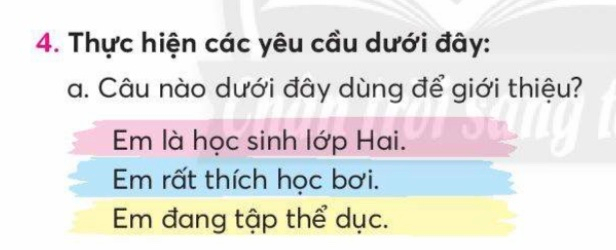 4. Thực hiện các yêu cầu dưới đây:
a. Câu nào dưới đây dùng để giới thiệu?
Em là học sinh lớp Hai.
Em rất thích học bơi.
Em đang tập thể dục.